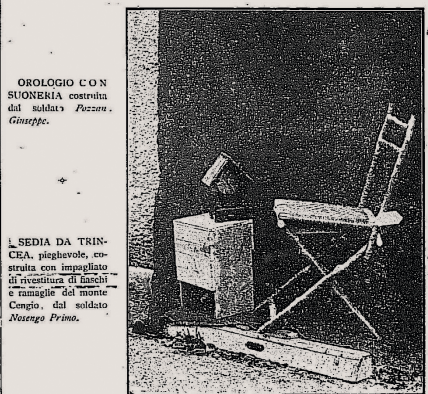 OROLOGIO CON
SUONERIA costruita
dal soldato Pozzan
Giuseppe.
SEDIA DA TRIN-
CEA, pieghevole, co-
struita con impagliato
di rivestitura di fiaschi
e ramaglie del monte
Cengio, dal soldato
Nosengo Primo.